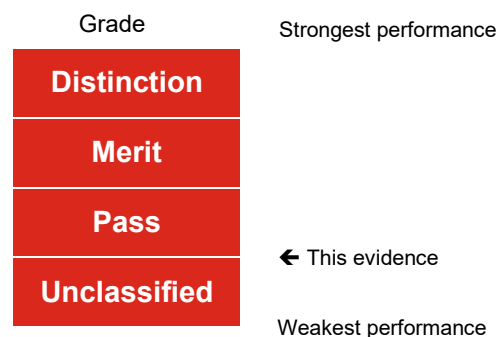 Grade
Strongest performance
Distinction
Merit
Pass
← This evidence
Unclassified
Weakest performance